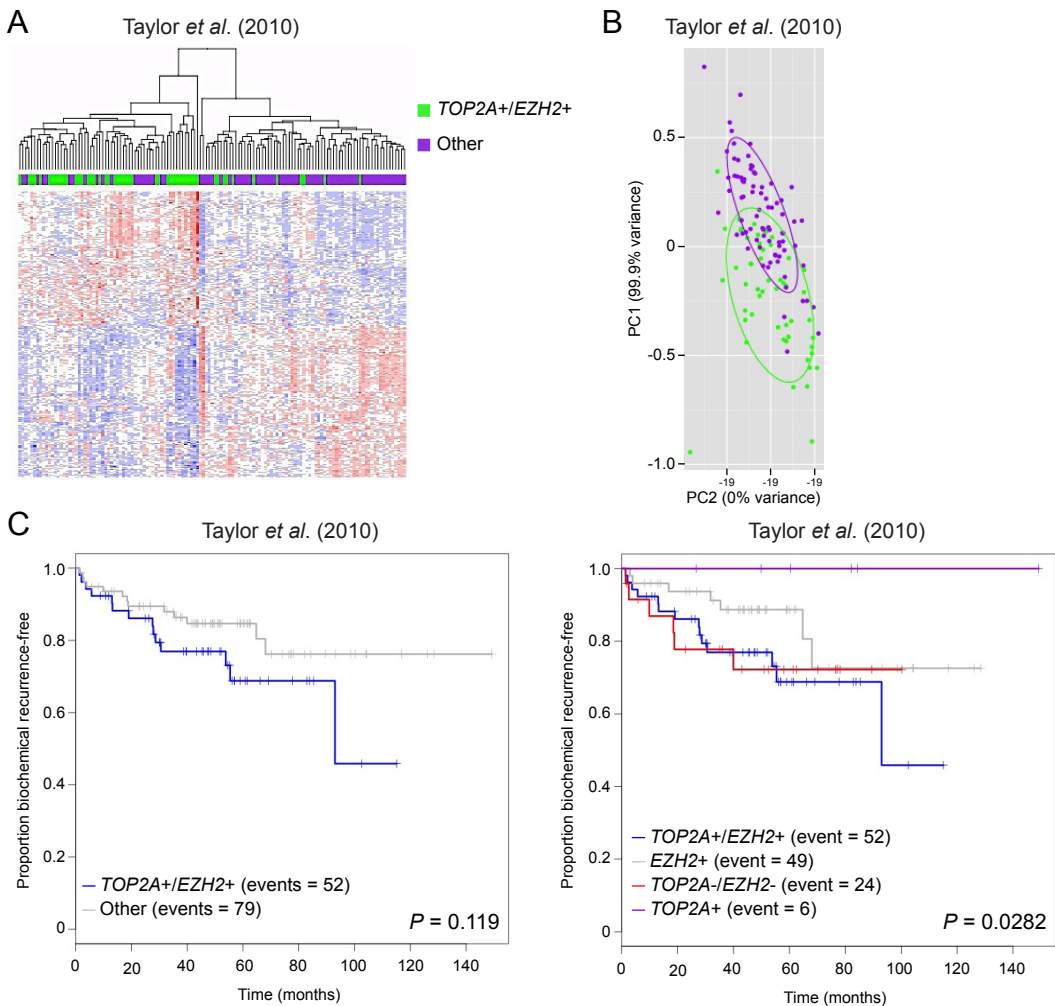 A
Taylor et al. (2010)
TOP2A+/EZH2+
Other
B
Taylor et al. (2010)
PC1 (99.9% variance)
0.5
0
-0.5
-1.0
-19 -19 -19
PC2 (0% variance)
C
Taylor et al. (2010)
Proportion biochemical recurrence-free
1.0
0.8
0.6
0.4
0.2
0
TOP2A+/EZH2+ (events = 52)
Other (events = 79)
P = 0.119
0 20 40 60 80 100 120 140
Time (months)
Taylor et al. (2010)
Proportion biochemical recurrence-free
1.0
0.8
0.6
0.4
0.2
0
TOP2A+/EZH2+ (event = 52)
EZH2+ (event = 49)
TOP2A-/EZH2- (event = 24)
TOP2A+ (event = 6)
P = 0.0282
0 20 40 60 80 100 120 140
Time (months)